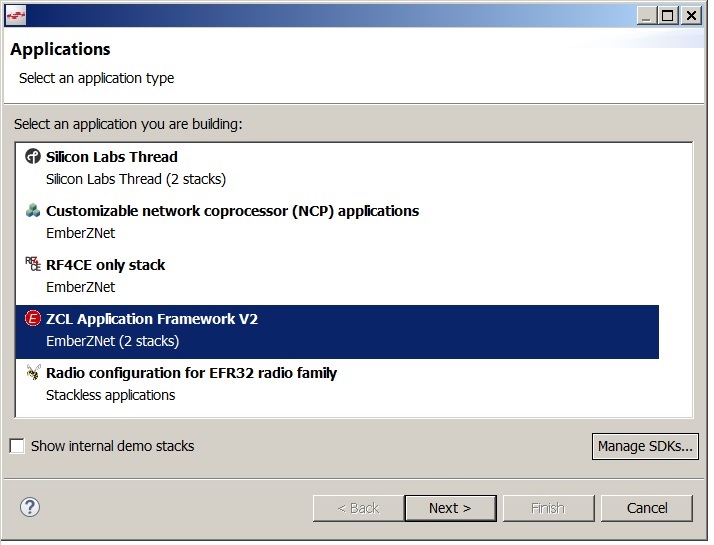 Applications
Select an application type
Select an application you are building:
Silicon Labs Thread
Silicon Labs Thread (2 stacks)
Customizable network coprocessor (NCP) applications
EmberZNet
RF4CE only stack
EmberZNet
ZCL Application Framework V2
EmberZNet (2 stacks)
Radio configuration for EFR32 radio family
Stackless applications
Show internal demo stacks
Manage SDKs...
? < Back Next > Finish Cancel